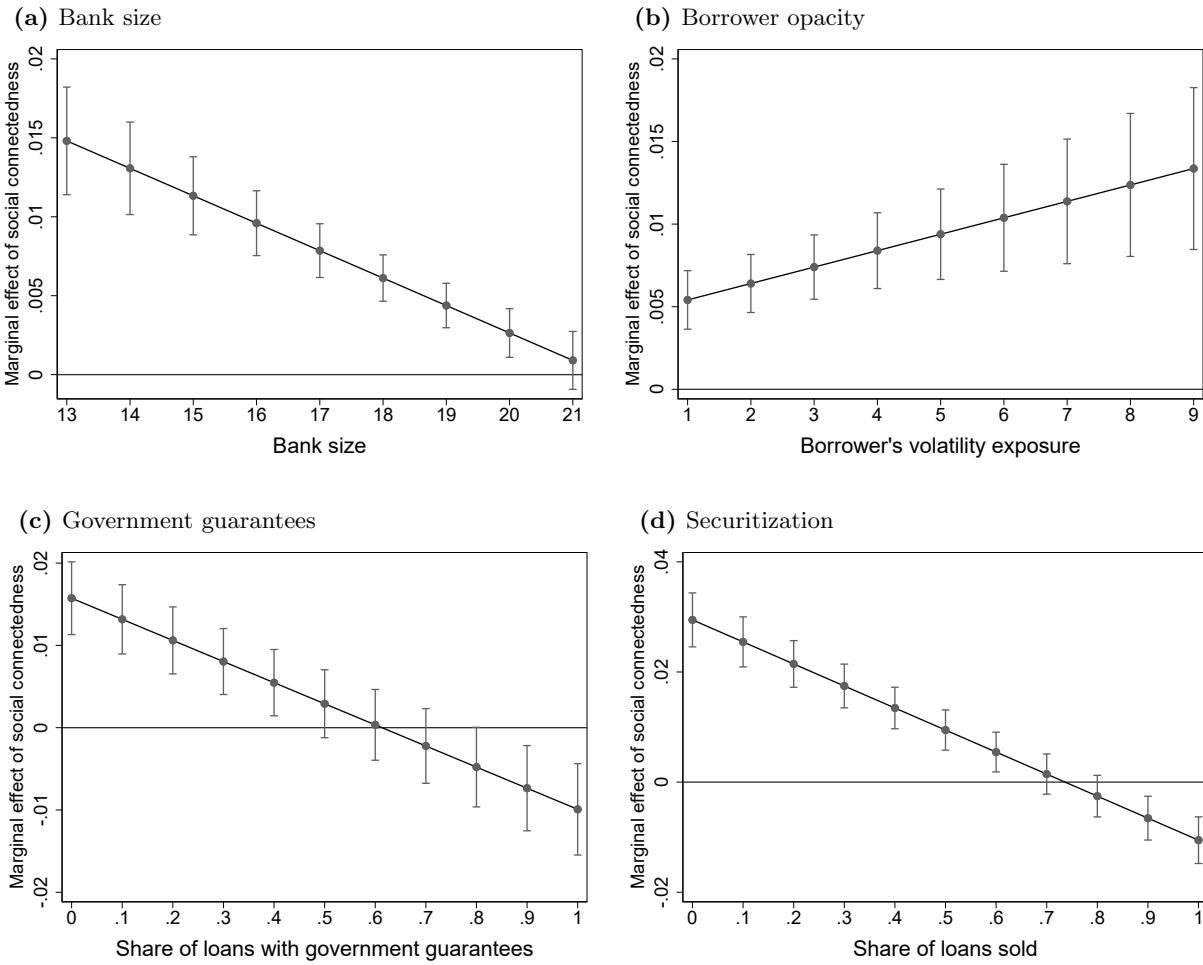 (a) Bank size
Marginal effect of social connectedness
0 .005 .01 .015 .02
13 14 15 16 17 18 19 20 21
Bank size
(b) Borrower opacity
Marginal effect of social connectedness
0 .005 .01 .015 .02
1 2 3 4 5 6 7 8 9
Borrower's volatility exposure
(c) Government guarantees
Marginal effect of social connectedness
-.02 -.01 0 .01 .02
0 .1 .2 .3 .4 .5 .6 .7 .8 .9 1
Share of loans with government guarantees
(d) Securitization
Marginal effect of social connectedness
-.02 0 .02 .04
0 .1 .2 .3 .4 .5 .6 .7 .8 .9 1
Share of loans sold